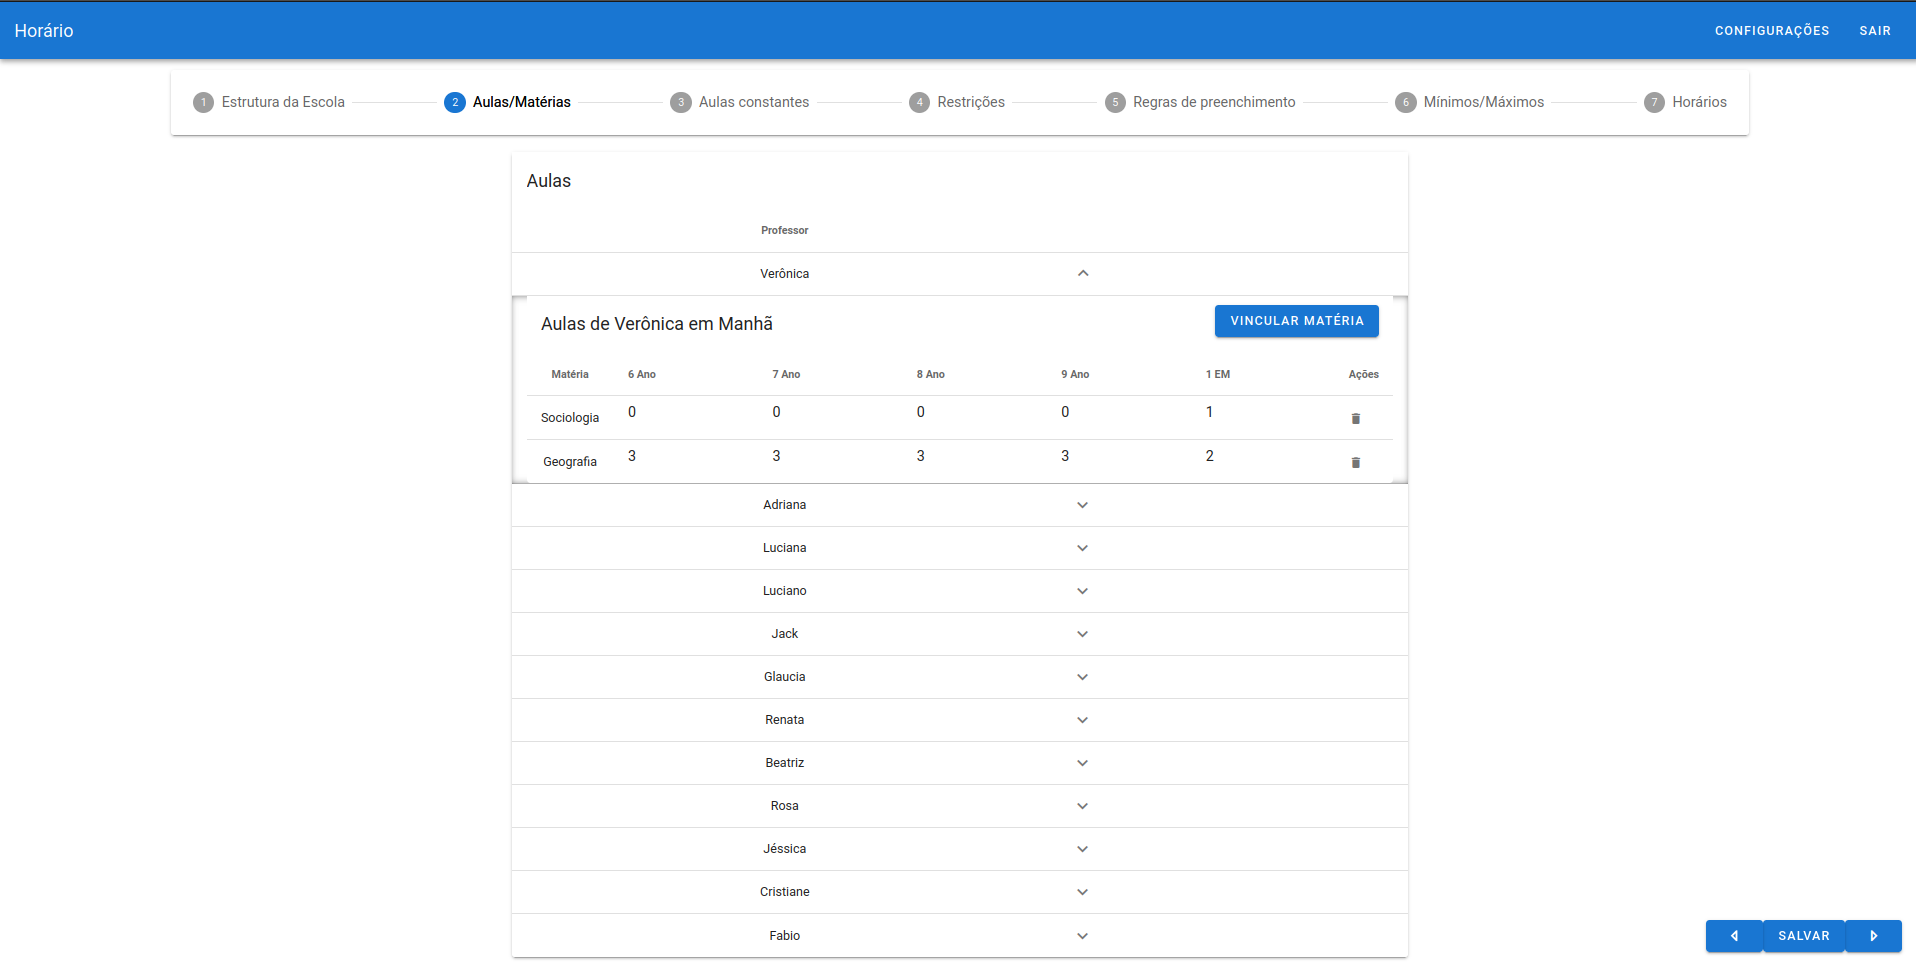 Horário CONFIGURAÇÕES SAIR
1 Estrutura da Escola 2 Aulas/Matérias 3 Aulas constantes 4 Restrições 5 Regras de preenchimento 6 Mínimos/Máximos 7 Horários
Aulas
Professor
Verônica
Aulas de Verônica em Manhã VINCULAR MATÉRIA
Matéria 6 Ano 7 Ano 8 Ano 9 Ano 1 EM Ações
Sociologia 0 0 0 0 1
Geografia 3 3 3 3 2
Adriana
Luciana
Luciano
Jack
Glaucia
Renata
Beatriz
Rosa
Jéssica
Cristiane
Fabio
SALVAR